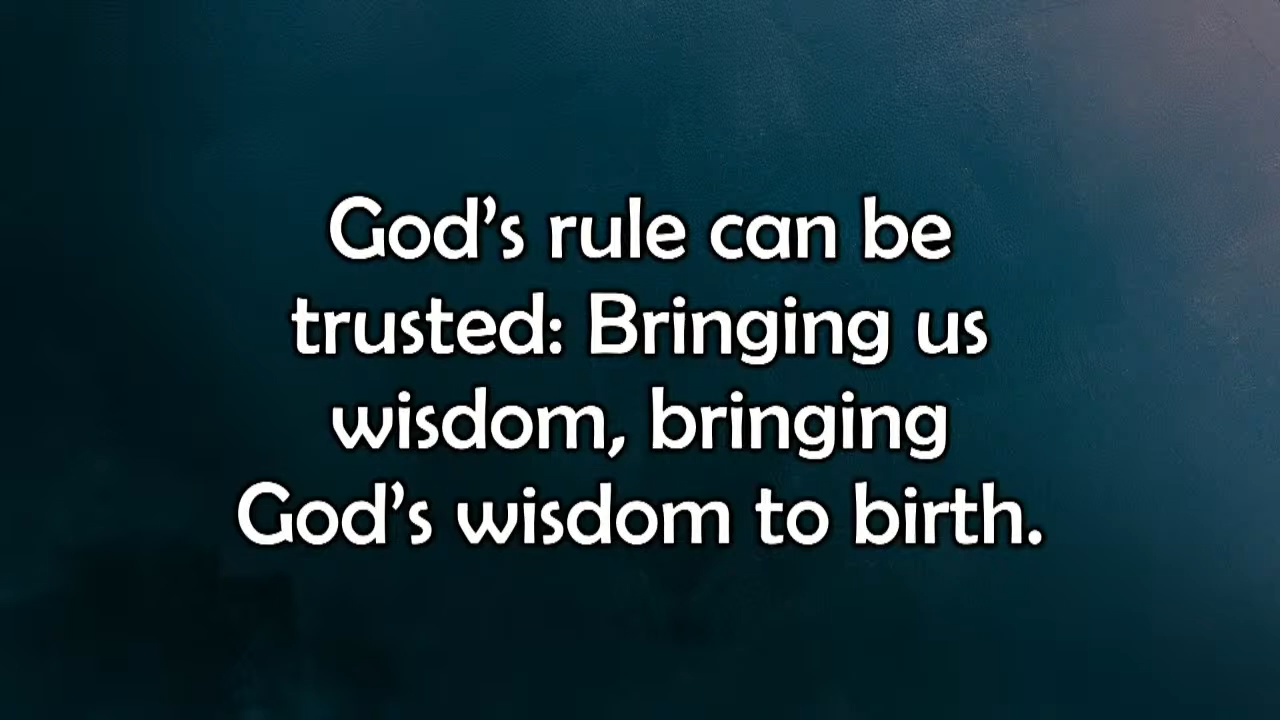 God’s rule can be
trusted: Bringing us
wisdom, bringing
God’s wisdom to birth.